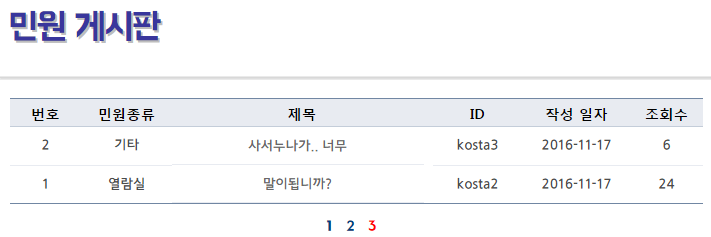 민원 게시판
번호 민원종류 제목 ID 작성 일자 조회수
2 기타 사서누나가.. 너무 kosta3 2016-11-17 6
1 열람실 말이됩니까? kosta2 2016-11-17 24
1 2 3